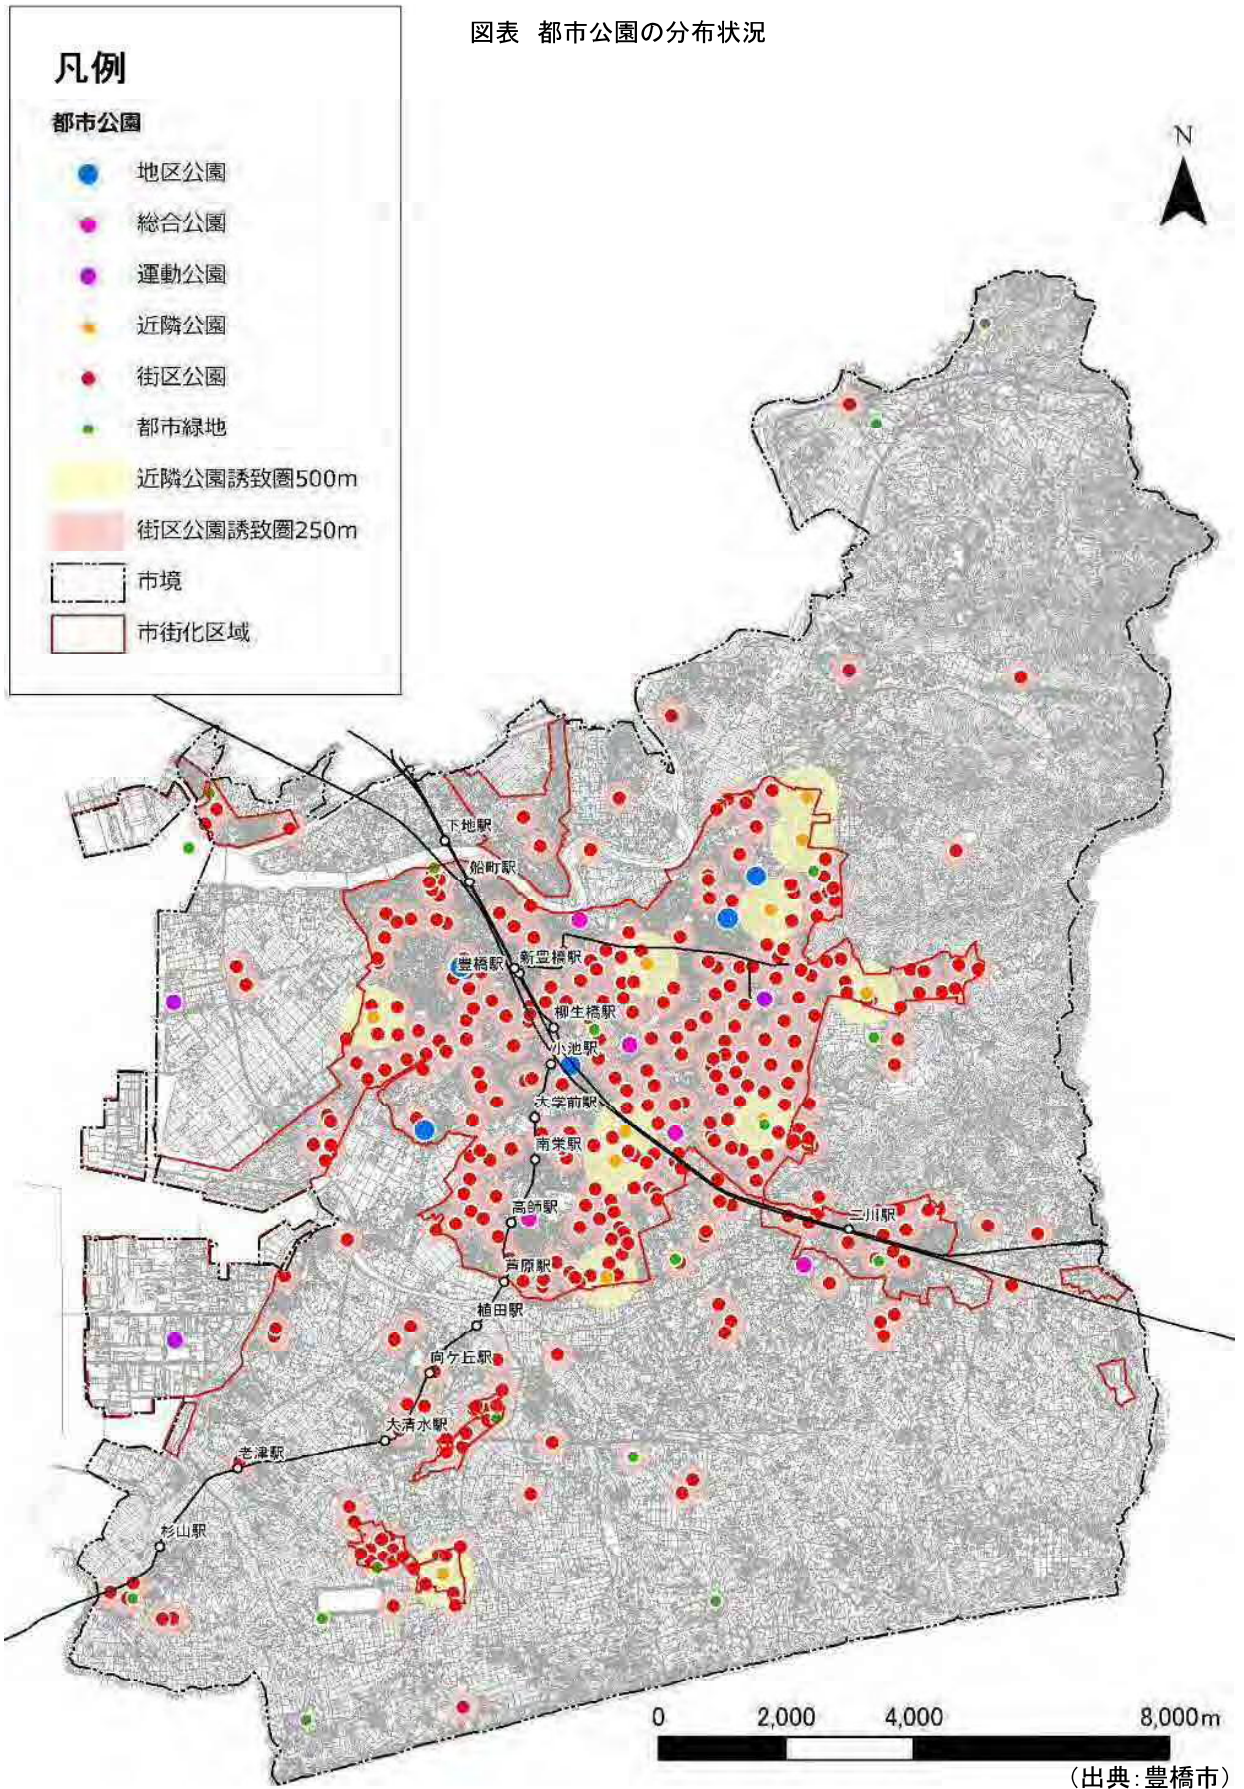 図表 都市公園の分布状況
凡例
都市公園
地区公園
総合公園
運動公園
近隣公園
街区公園
都市緑地
近隣公園誘致圏500m
街区公園誘致圏250m
市境
市街化区域
N
下地駅
船町駅
豊橋駅
新豊橋駅
柳生橋駅
小池駅
大学前駅
南栄駅
高師駅
二川駅
芦原駅
植田駅
向ケ丘駅
大清水駅
老津駅
杉山駅
0 2,000 4,000 8,000m
(出典:豊橋市)